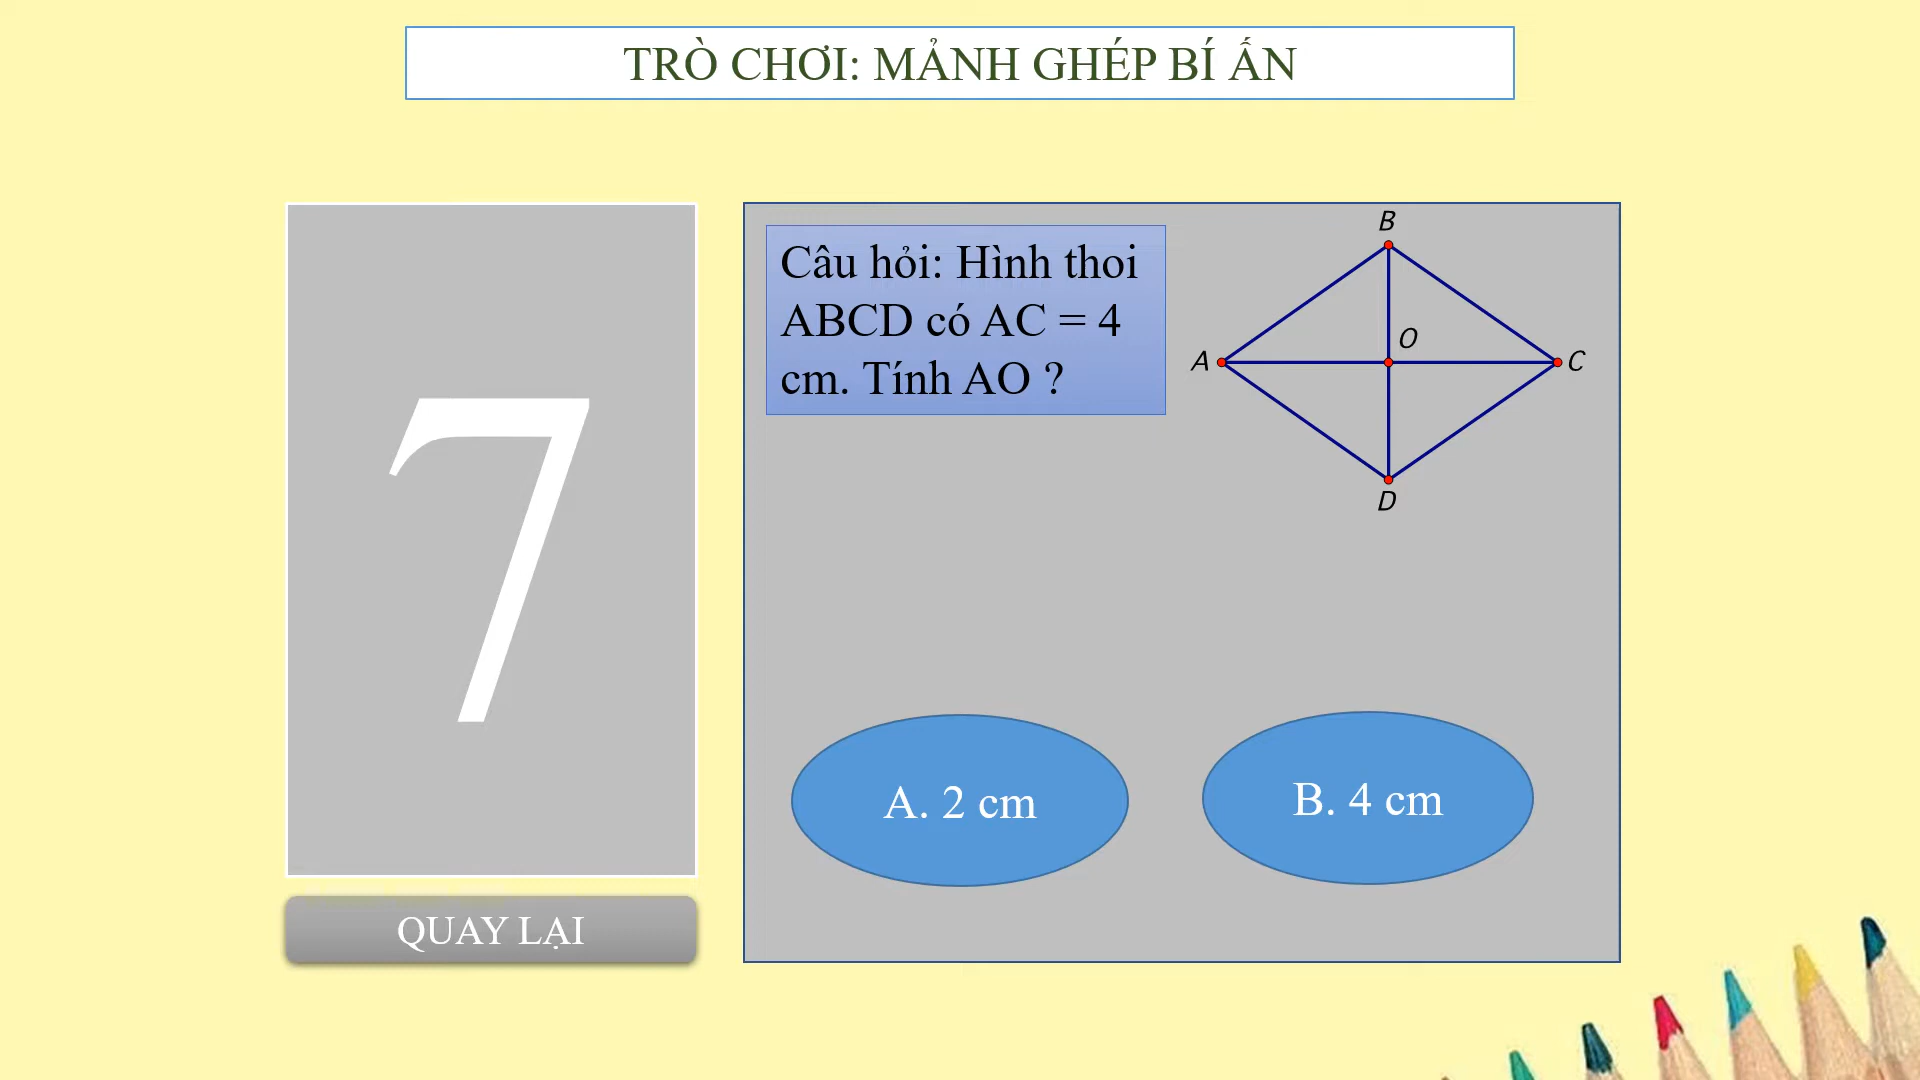 TRÒ CHƠI: MẢNH GHÉP BÍ ẨN
7
QUAY LẠI
Câu hỏi: Hình thoi
ABCD có AC = 4
cm. Tính AO ?
B
O
A
C
D
A. 2 cm
B. 4 cm